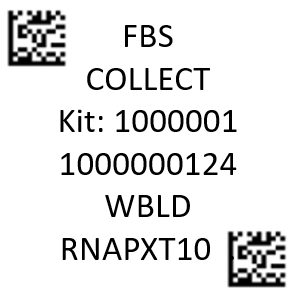 FBS
COLLECT
Kit: 1000001
1000000124
WBLD
RNAPXT10